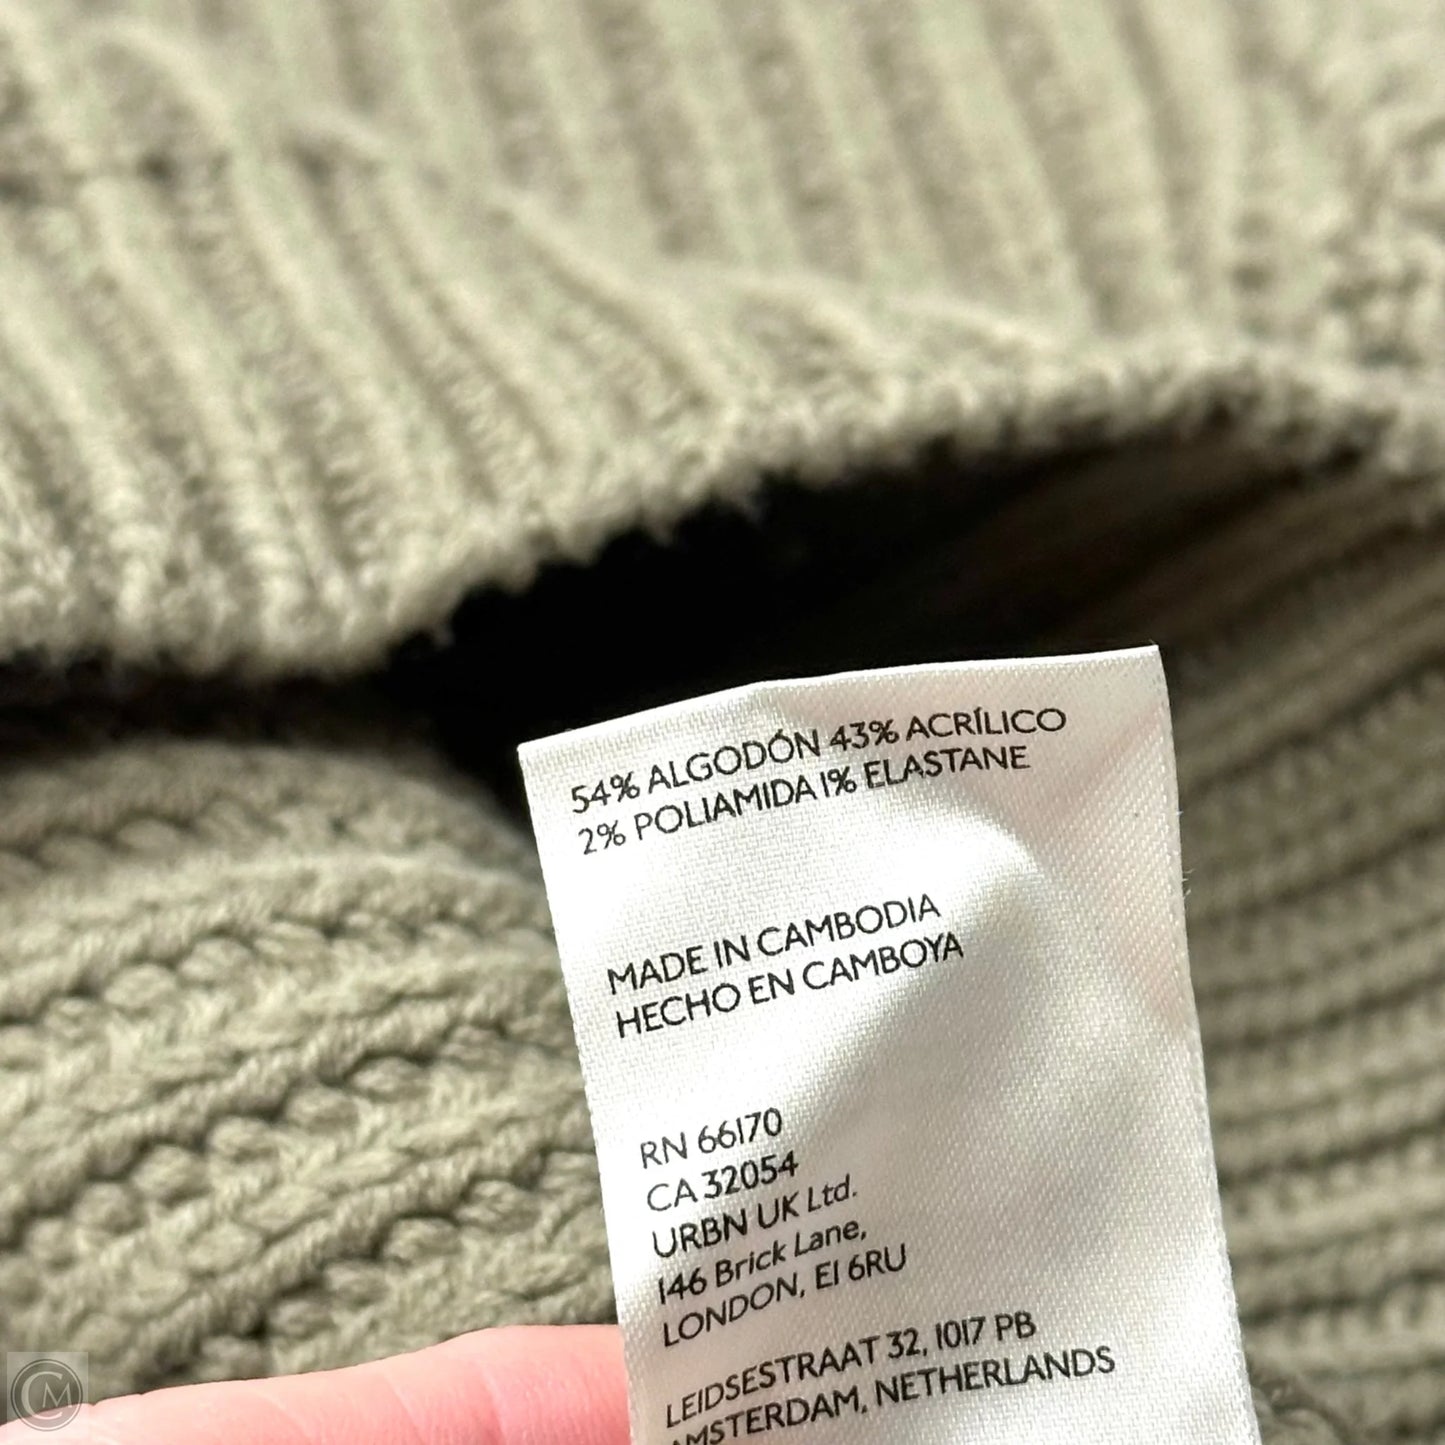 54% ALGODÓN 43% ACRÍLICO
2% POLIAMIDA 1% ELASTANE
MADE IN CAMBODIA
HECHO EN CAMBOYA
RN 66170
CA 32054
URBN UK Ltd.
146 Brick Lane,
LONDON, E1 6RU
LEIDSESTRAAT 32, 1017 PB
AMSTERDAM, NETHERLANDS
CM